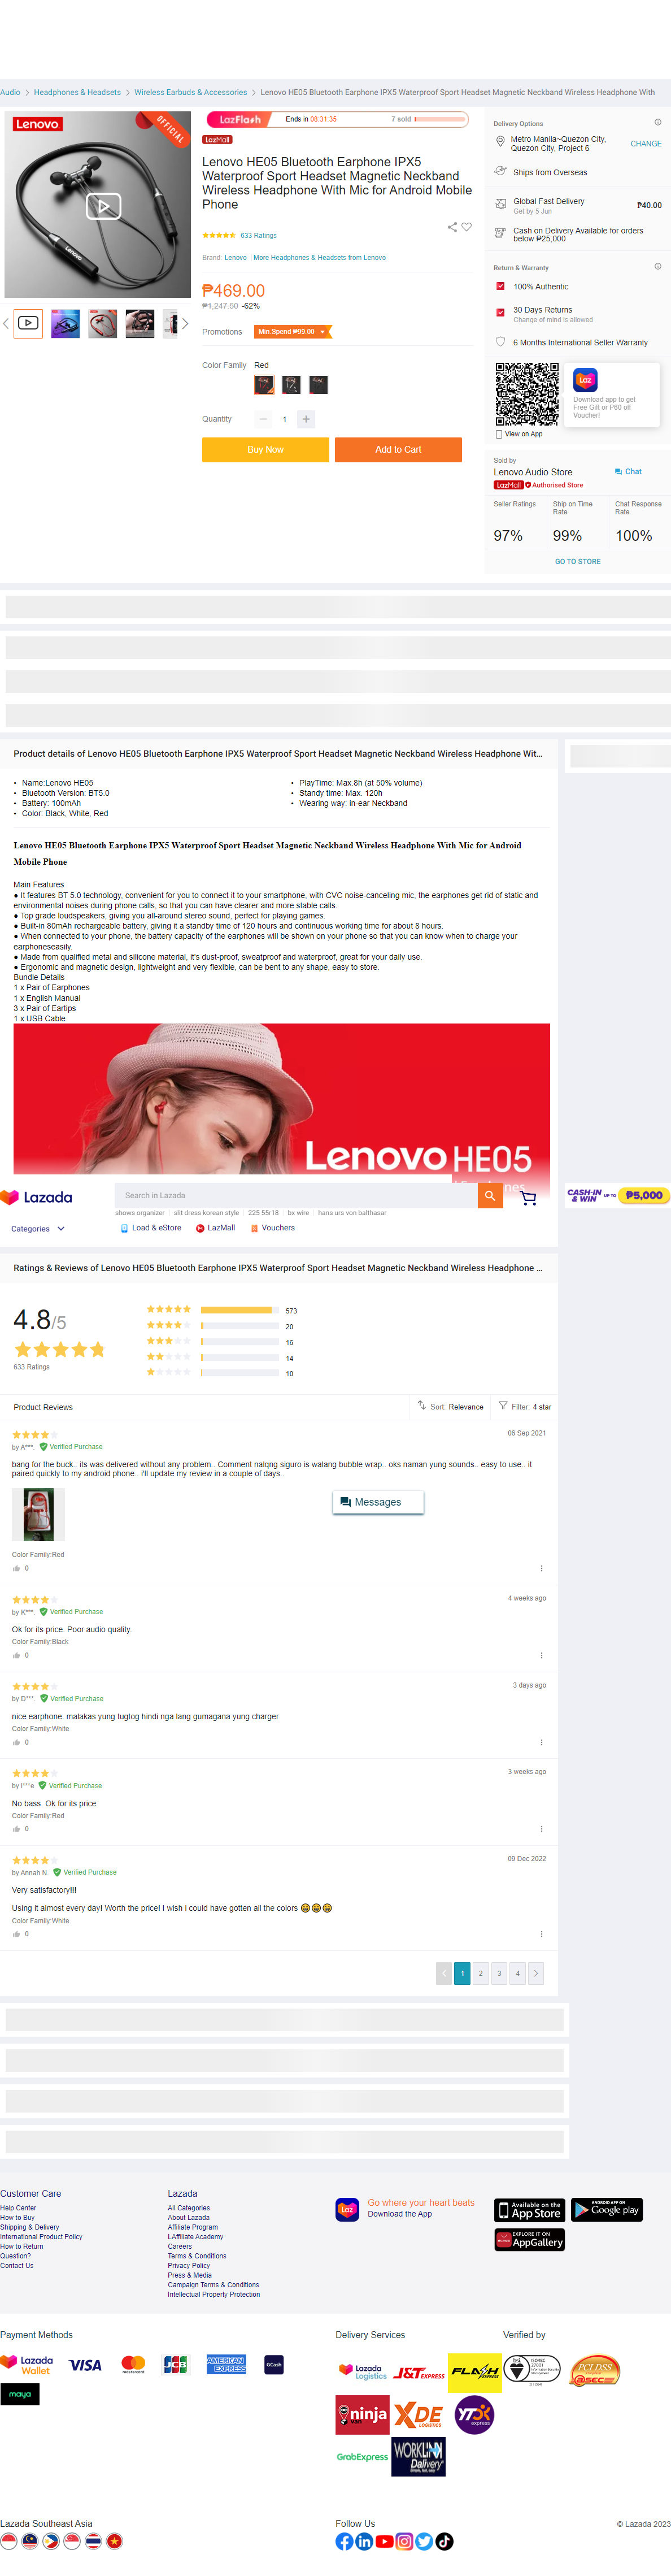 Audio > Headphones & Headsets > Wireless Earbuds & Accessories > Lenovo HE05 Bluetooth Earphone IPX5 Waterproof Sport Headset Magnetic Neckband Wireless Headphone With
Lenovo
OFFICIAL
LazFlash
Ends in 08:31:35
7 sold
LazMall
Lenovo HE05 Bluetooth Earphone IPX5
Waterproof Sport Headset Magnetic Neckband
Wireless Headphone With Mic for Android Mobile
Phone
633 Ratings
Brand: Lenovo | More Headphones & Headsets from Lenovo
₱469.00
₱1,247.50 -62%
Promotions
Min.Spend ₱99.00
Color Family Red
Quantity
1
Buy Now
Add to Cart
Delivery Options
Metro Manila~Quezon City,
Quezon City, Project 6
CHANGE
Ships from Overseas
Global Fast Delivery
₱40.00
Get by 5 Jun
Cash on Delivery Available for orders
below ₱25,000
Return & Warranty
100% Authentic
30 Days Returns
Change of mind is allowed
6 Months International Seller Warranty
Laz
Download app to get
Free Gift or P60 off
Voucher!
View on App
Sold by
Lenovo Audio Store
Chat
LazMall Authorised Store
Seller Ratings
Ship on Time
Rate
Chat Response
Rate
97%
99%
100%
GO TO STORE
Product details of Lenovo HE05 Bluetooth Earphone IPX5 Waterproof Sport Headset Magnetic Neckband Wireless Headphone Wit...
• Name:Lenovo HE05
• Bluetooth Version: BT5.0
• Battery: 100mAh
• Color: Black, White, Red
• PlayTime: Max.8h (at 50% volume)
• Standy time: Max. 120h
• Wearing way: in-ear Neckband
Lenovo HE05 Bluetooth Earphone IPX5 Waterproof Sport Headset Magnetic Neckband Wireless Headphone With Mic for Android
Mobile Phone
Main Features
● It features BT 5.0 technology, convenient for you to connect it to your smartphone, with CVC noise-canceling mic, the earphones get rid of static and
environmental noises during phone calls, so that you can have clearer and more stable calls.
● Top grade loudspeakers, giving you all-around stereo sound, perfect for playing games.
● Built-in 80mAh rechargeable battery, giving it a standby time of 120 hours and continuous working time for about 8 hours.
● When connected to your phone, the battery capacity of the earphones will be shown on your phone so that you can know when to charge your
earphoneseasily.
● Made from qualified metal and silicone material, it's dust-proof, sweatproof and waterproof, great for your daily use.
● Ergonomic and magnetic design, lightweight and very flexible, can be bent to any shape, easy to store.
Bundle Details
1 x Pair of Earphones
1 x English Manual
3 x Pair of Eartips
1 x USB Cable
Lenovo HE05
Lazada
Search in Lazada
CASH-IN & WIN UP TO ₱5,000
shows organizer
slit dress korean style
225 55r18
bx wire
hans urs von balthasar
Categories
Load & eStore
LazMall
Vouchers
Ratings & Reviews of Lenovo HE05 Bluetooth Earphone IPX5 Waterproof Sport Headset Magnetic Neckband Wireless Headphone ...
4.8/5
633 Ratings
573
20
16
14
10
Product Reviews
Sort: Relevance
Filter: 4 star
06 Sep 2021
by A***. Verified Purchase
bang for the buck.. its was delivered without any problem.. Comment nalqng siguro is walang bubble wrap.. oks naman yung sounds.. easy to use.. it
paired quickly to my android phone.. i'll update my review in a couple of days..
Messages
Color Family:Red
0
4 weeks ago
by K***. Verified Purchase
Ok for its price. Poor audio quality.
Color Family:Black
0
3 days ago
by D***. Verified Purchase
nice earphone. malakas yung tugtog hindi nga lang gumagana yung charger
Color Family:White
0
3 weeks ago
by I***e Verified Purchase
No bass. Ok for its price
Color Family:Red
0
09 Dec 2022
by Annah N. Verified Purchase
Very satisfactory!!!!
Using it almost every day! Worth the price! I wish i could have gotten all the colors 😄😄😄
Color Family:White
0
1 2 3 4
Customer Care
Help Center
How to Buy
Shipping & Delivery
International Product Policy
How to Return
Question?
Contact Us
Lazada
All Categories
About Lazada
Affiliate Program
LAffiliate Academy
Careers
Terms & Conditions
Privacy Policy
Press & Media
Campaign Terms & Conditions
Intellectual Property Protection
Laz
Go where your heart beats
Download the App
Available on the App Store
ANDROID APP ON Google play
EXPLORE IT ON AppGallery
Payment Methods
Lazada Wallet
VISA
mastercard
JCB
AMERICAN EXPRESS
GCash
maya
Delivery Services
Lazada Logistics
J&T EXPRESS
FLASH Express
ninja van
XDE LOGISTICS
YTO express
GrabExpress
WORKLINK Delivery
Verified by
PCI DSS
Lazada Southeast Asia
Follow Us
© Lazada 2023